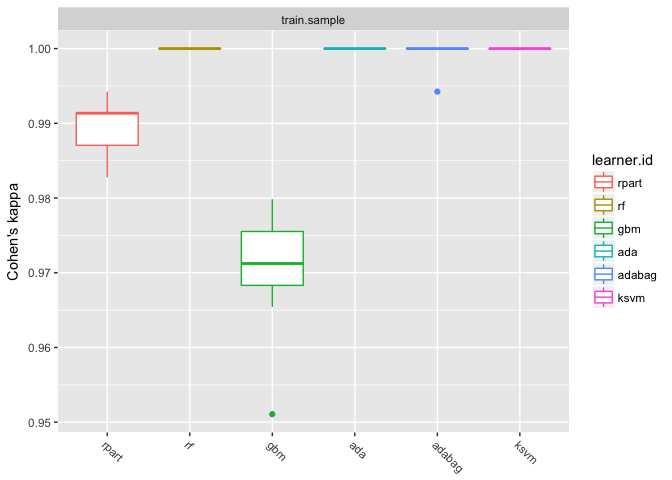 train.sample
Cohen's kappa
1.00
0.99
0.98
0.97
0.96
0.95
rpart
rf
gbm
ada
adabag
ksvm
learner.id
rpart
rf
gbm
ada
adabag
ksvm